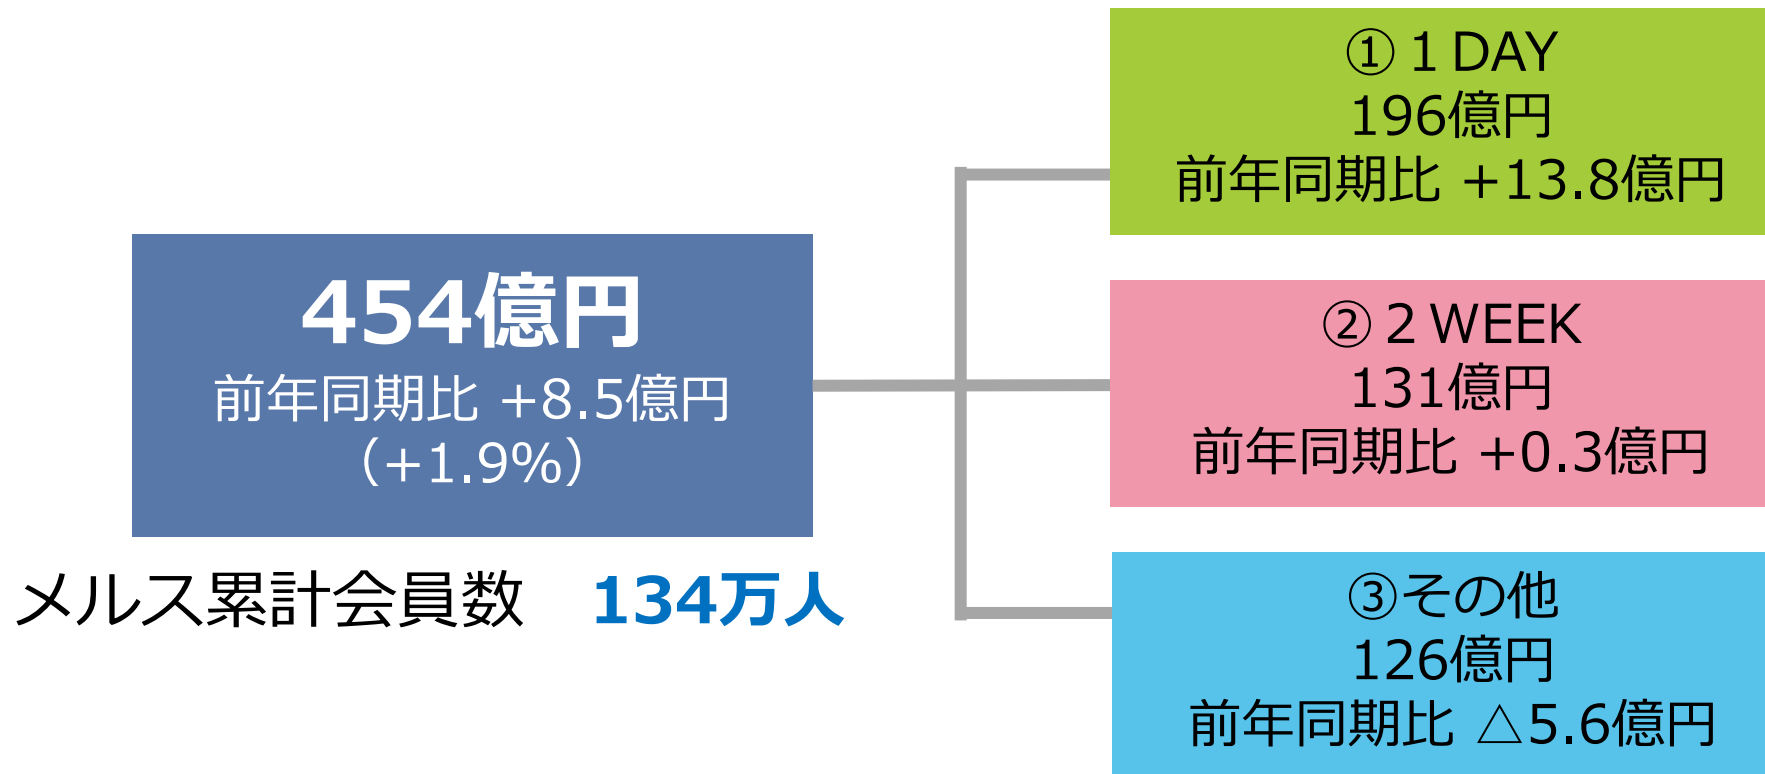 454億円
前年同期比 +8.5億円
（+1.9%）
メルス累計会員数　134万人
① 1 DAY
196億円
前年同期比 +13.8億円
② 2 WEEK
131億円
前年同期比 +0.3億円
③その他
126億円
前年同期比 △5.6億円